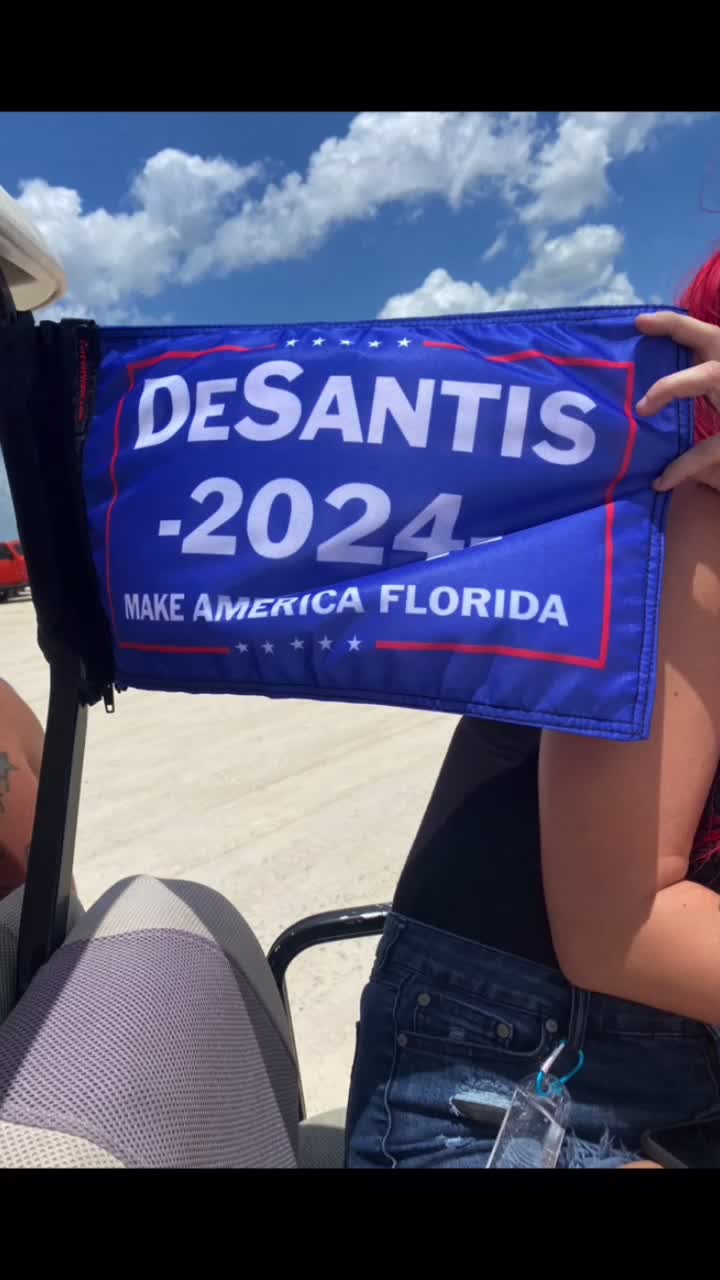 DESANTIS
-2024-
MAKE AMERICA FLORIDA